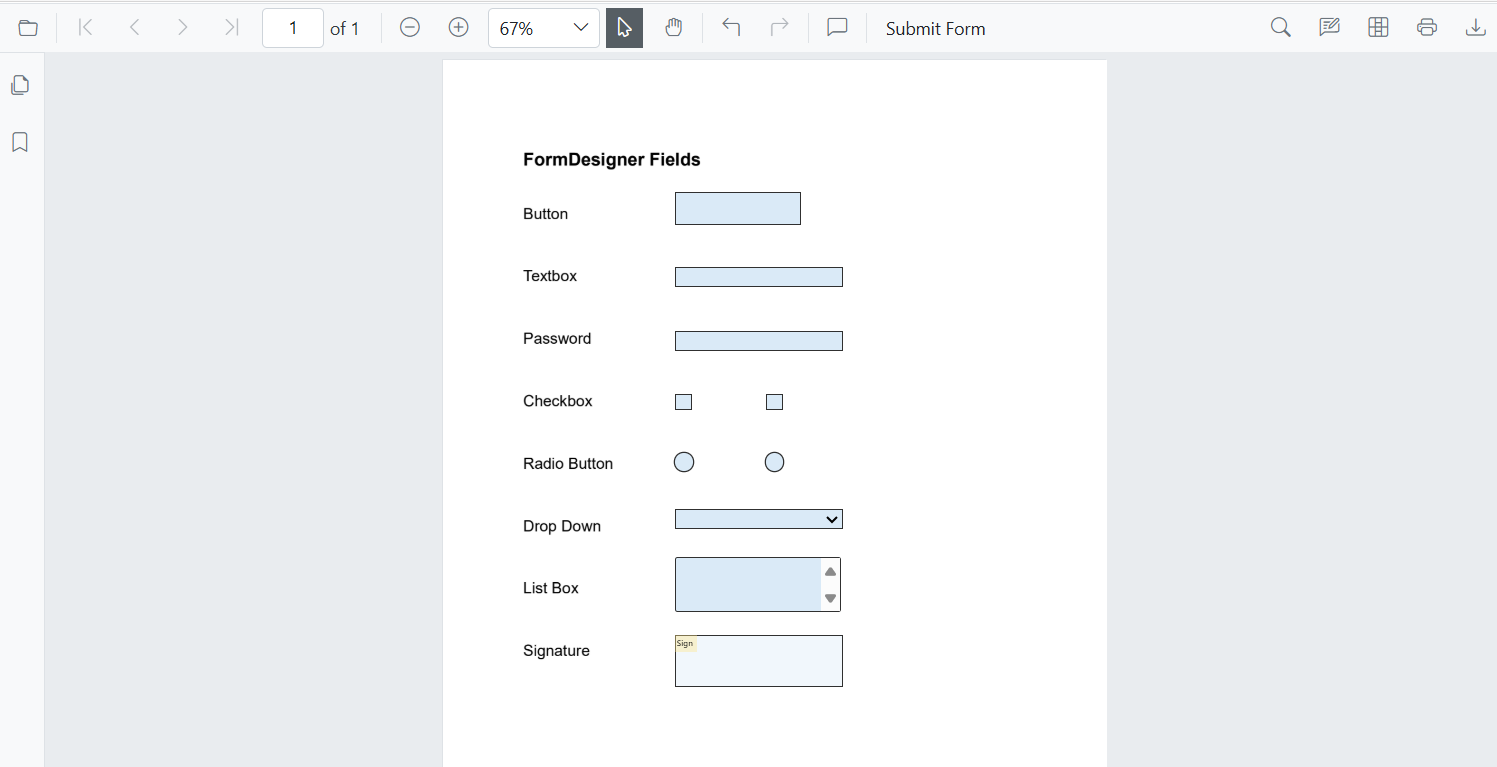 1 of 1 67% Submit Form
FormDesigner Fields
Button
Textbox
Password
Checkbox
Radio Button
Drop Down
List Box
Signature Sign